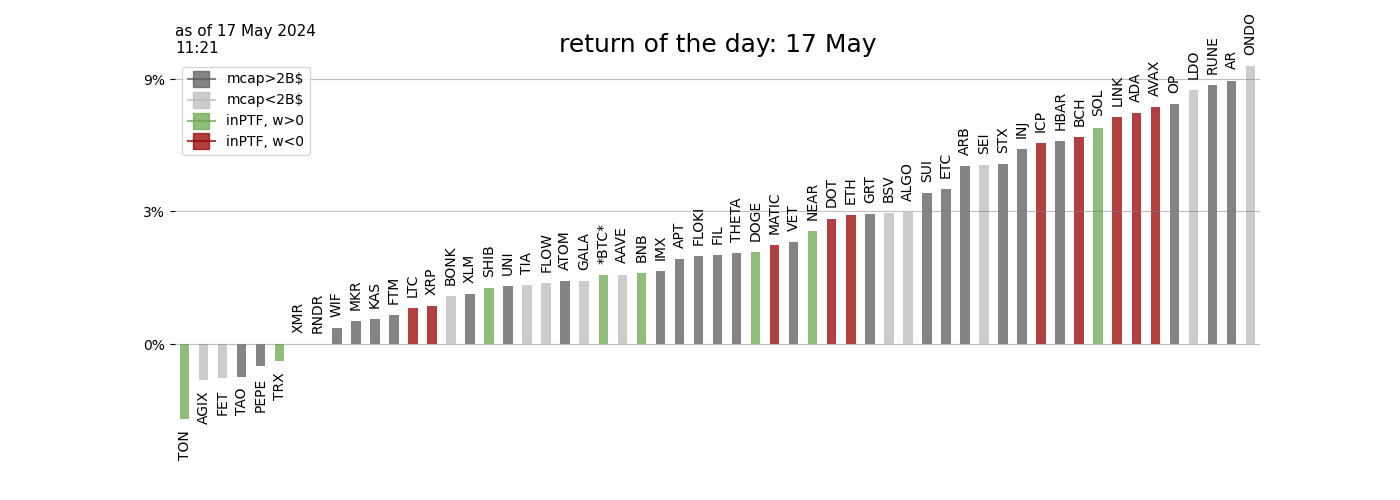 as of 17 May 2024
11:21
return of the day: 17 May
mcap>2B$
mcap<2B$
inPTF, w>0
inPTF, w<0
9%
3%
0%
TON
AGIX
FET
TAO
PEPE
TRX
XMR
RNDR
WIF
MKR
KAS
FTM
LTC
XRP
BONK
XLM
SHIB
UNI
TIA
FLOW
ATOM
GALA
*BTC*
AAVE
BNB
IMX
APT
FLOKI
FIL
THETA
DOGE
MATIC
VET
NEAR
DOT
ETH
GRT
BSV
ALGO
SUI
ETC
ARB
SEI
STX
INJ
ICP
HBAR
BCH
SOL
LINK
ADA
AVAX
OP
LDO
RUNE
AR
ONDO